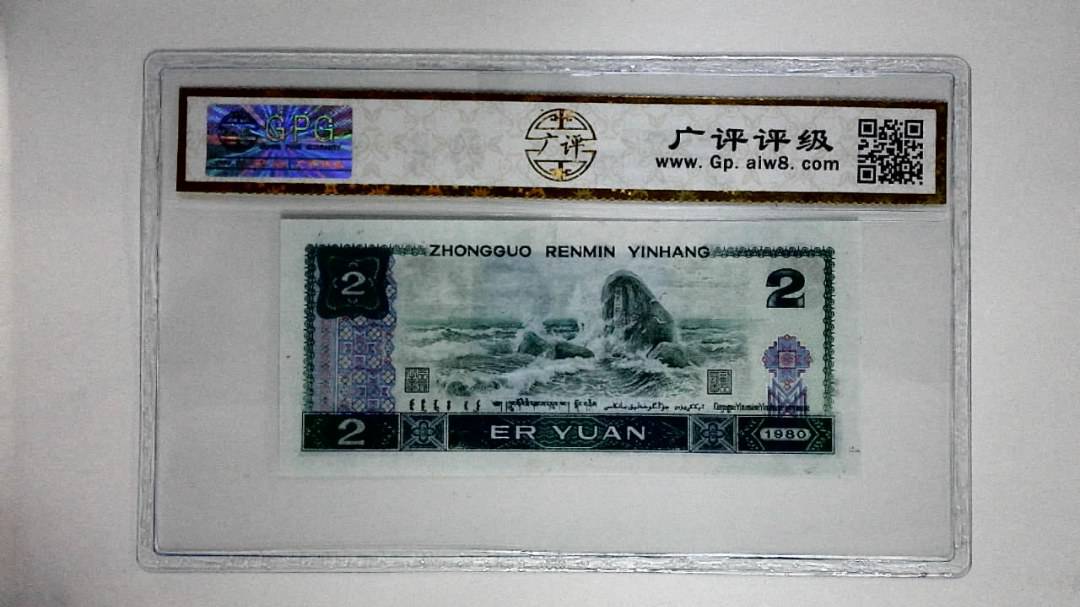 GPG
广评
广评评级
www. Gp. aiw8. com
ZHONGGUO RENMIN YINHANG
2
2
2
ER YUAN
1980